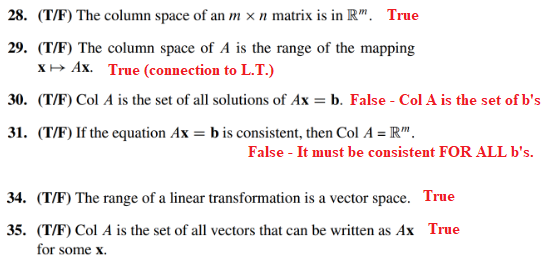 28. (T/F) The column space of an m × n matrix is in ℝᵐ. True
29. (T/F) The column space of A is the range of the mapping
x ↦ Ax. True (connection to L.T.)
30. (T/F) Col A is the set of all solutions of Ax = b. False - Col A is the set of b's
31. (T/F) If the equation Ax = b is consistent, then Col A = ℝᵐ.
False - It must be consistent FOR ALL b's.
34. (T/F) The range of a linear transformation is a vector space. True
35. (T/F) Col A is the set of all vectors that can be written as Ax True
for some x.